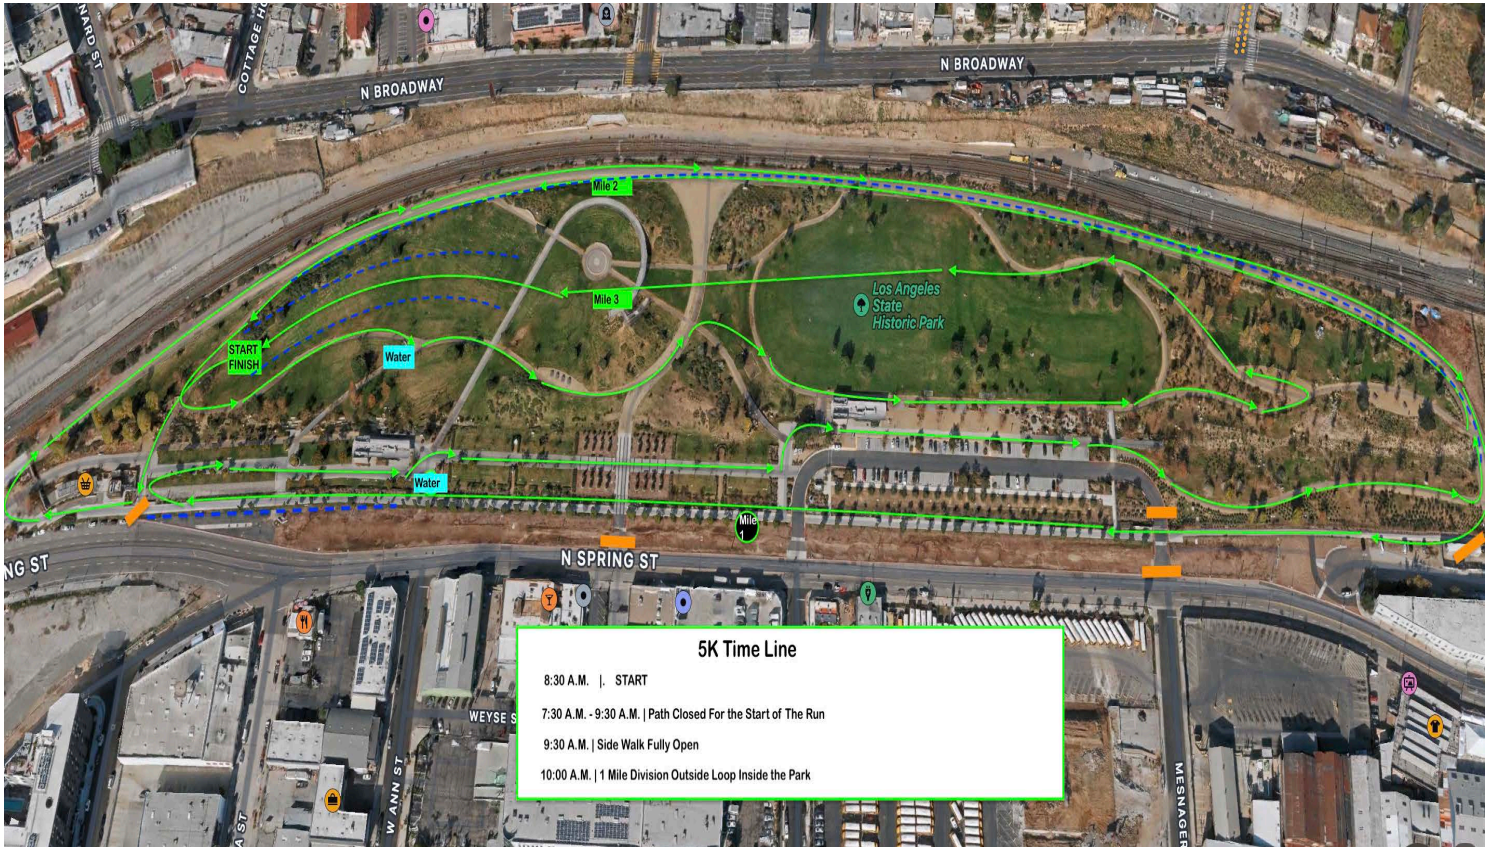 COTTAGE HO
NARD ST
N BROADWAY
N BROADWAY
Mile 2
Los Angeles
State
Historic Park
Mile 3
START
FINISH
Water
Water
Mile
1
N SPRING ST
NG ST
WEYSE S
W ANN ST
A ST
MESNAGER
5K Time Line
8:30 A.M. |. START
7:30 A.M. - 9:30 A.M. | Path Closed For the Start of The Run
9:30 A.M. | Side Walk Fully Open
10:00 A.M. | 1 Mile Division Outside Loop Inside the Park